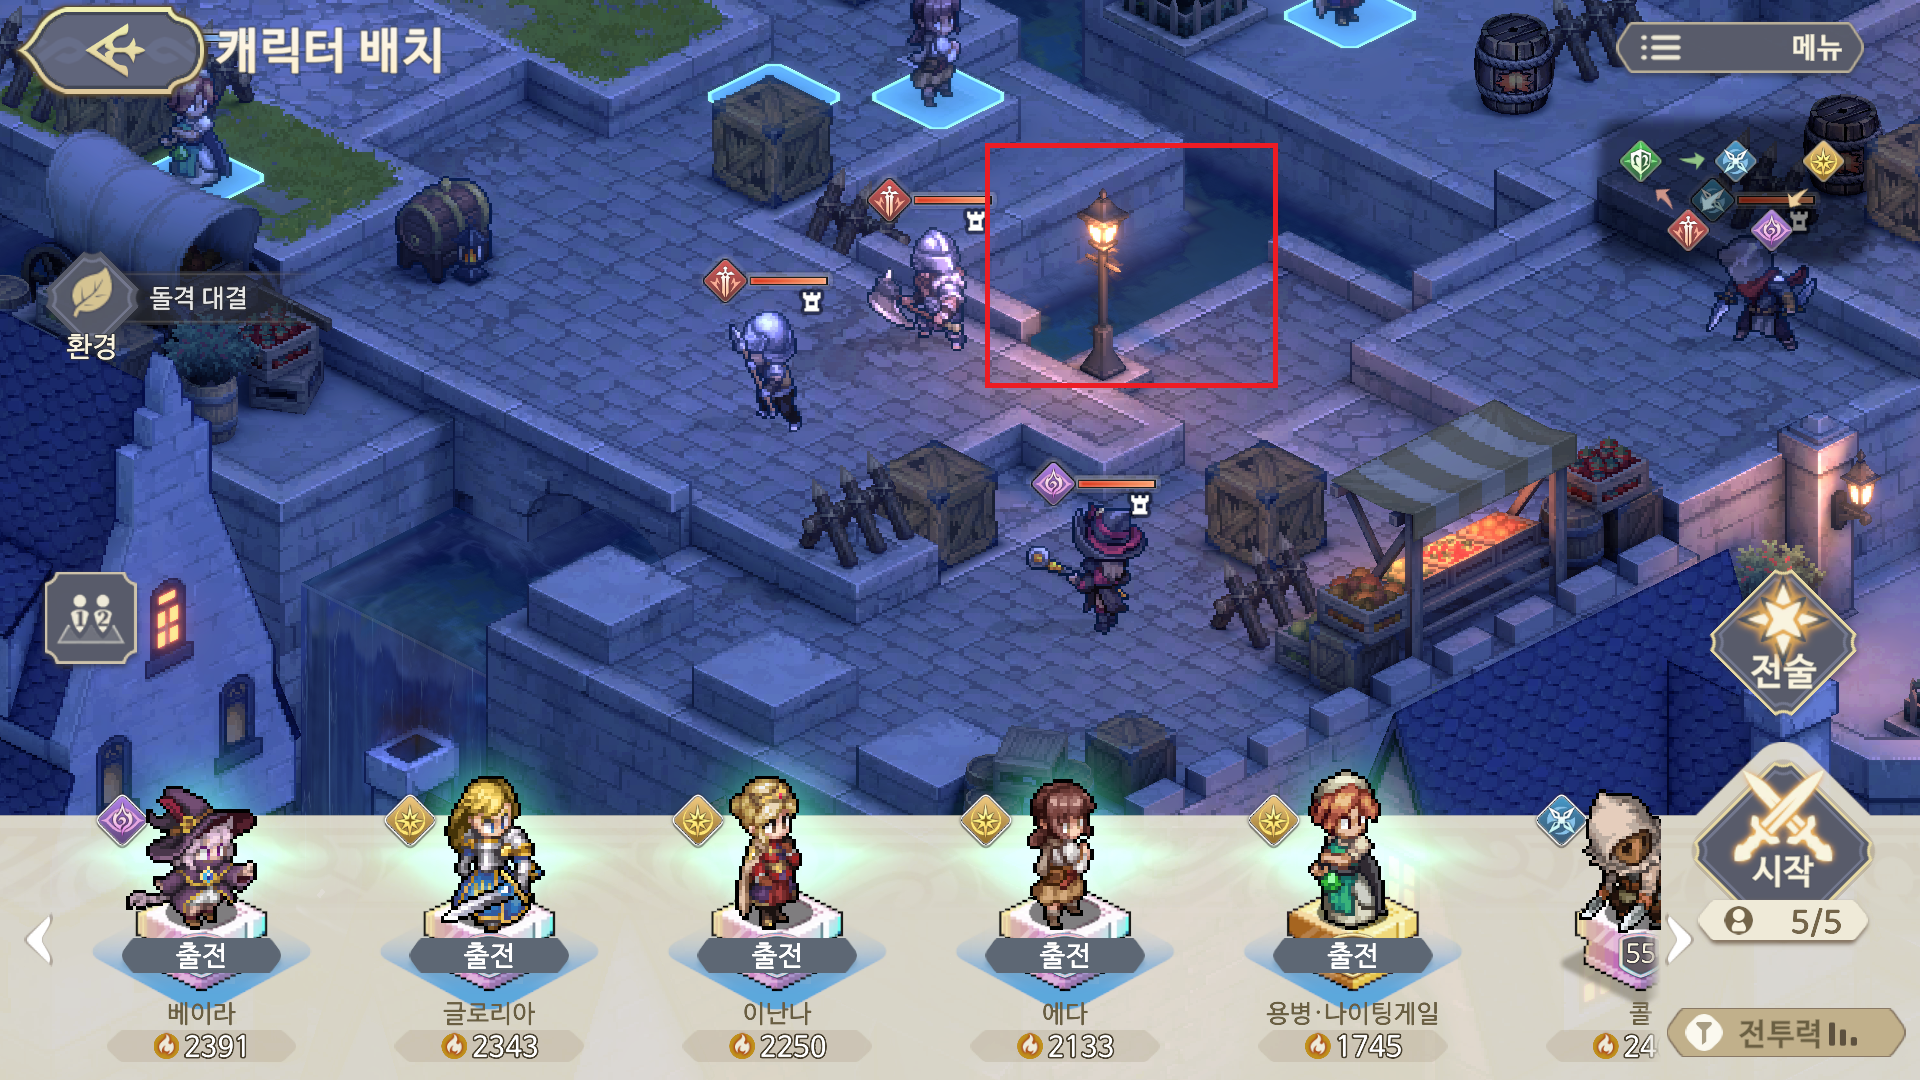 캐릭터 배치
메뉴
돌격 대결
환경
1 2
전술
시작
5/5
출전
출전
출전
출전
출전
55
베이라
글로리아
이난나
에다
용병·나이팅게일
콜
2391
2343
2250
2133
1745
24
전투력